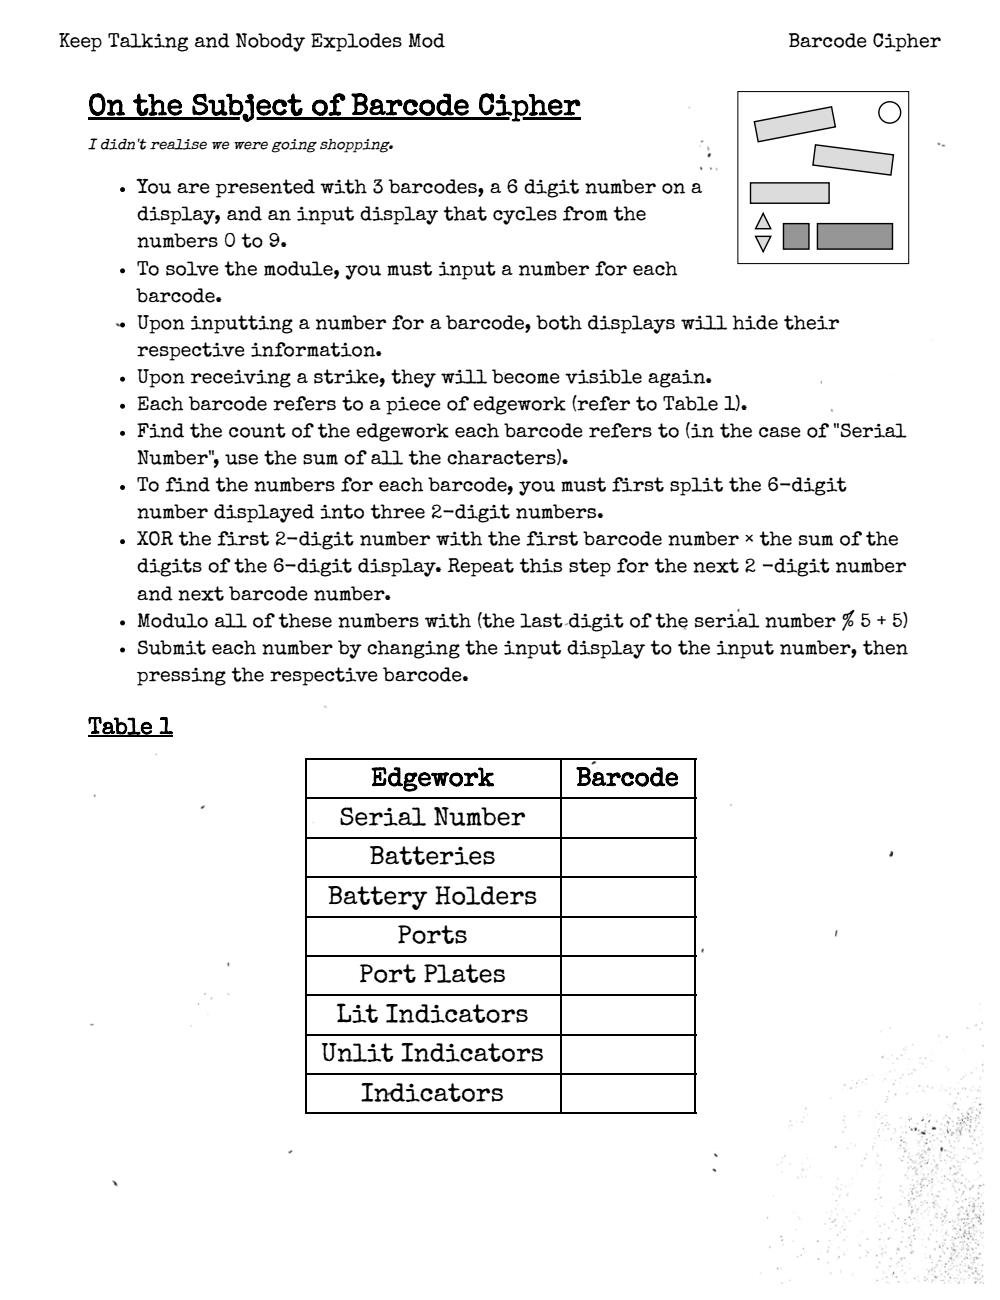 Keep Talking and Nobody Explodes Mod
Barcode Cipher
On the Subject of Barcode Cipher
I didn't realise we were going shopping.
• You are presented with 3 barcodes, a 6 digit number on a
display, and an input display that cycles from the
numbers 0 to 9.
• To solve the module, you must input a number for each
barcode.
• Upon inputting a number for a barcode, both displays will hide their
respective information.
• Upon receiving a strike, they will become visible again.
• Each barcode refers to a piece of edgework (refer to Table 1).
• Find the count of the edgework each barcode refers to (in the case of "Serial
Number", use the sum of all the characters).
• To find the numbers for each barcode, you must first split the 6-digit
number displayed into three 2-digit numbers.
• XOR the first 2-digit number with the first barcode number × the sum of the
digits of the 6-digit display. Repeat this step for the next 2 -digit number
and next barcode number.
• Modulo all of these numbers with (the last digit of the serial number % 5 + 5)
• Submit each number by changing the input display to the input number, then
pressing the respective barcode.
Table 1
Edgework Barcode
Serial Number
Batteries
Battery Holders
Ports
Port Plates
Lit Indicators
Unlit Indicators
Indicators